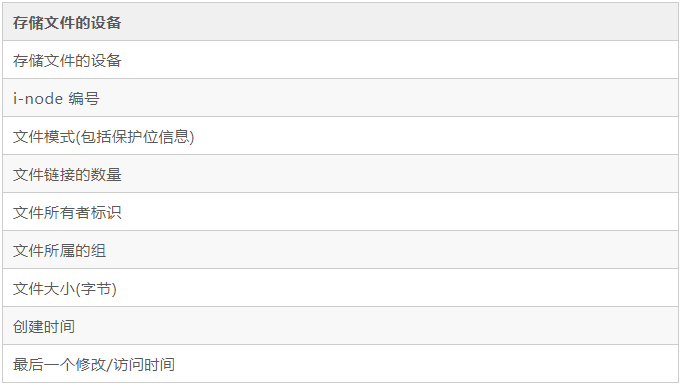 存储文件的设备
存储文件的设备
i-node 编号
文件模式(包括保护位信息)
文件链接的数量
文件所有者标识
文件所属的组
文件大小(字节)
创建时间
最后一个修改/访问时间